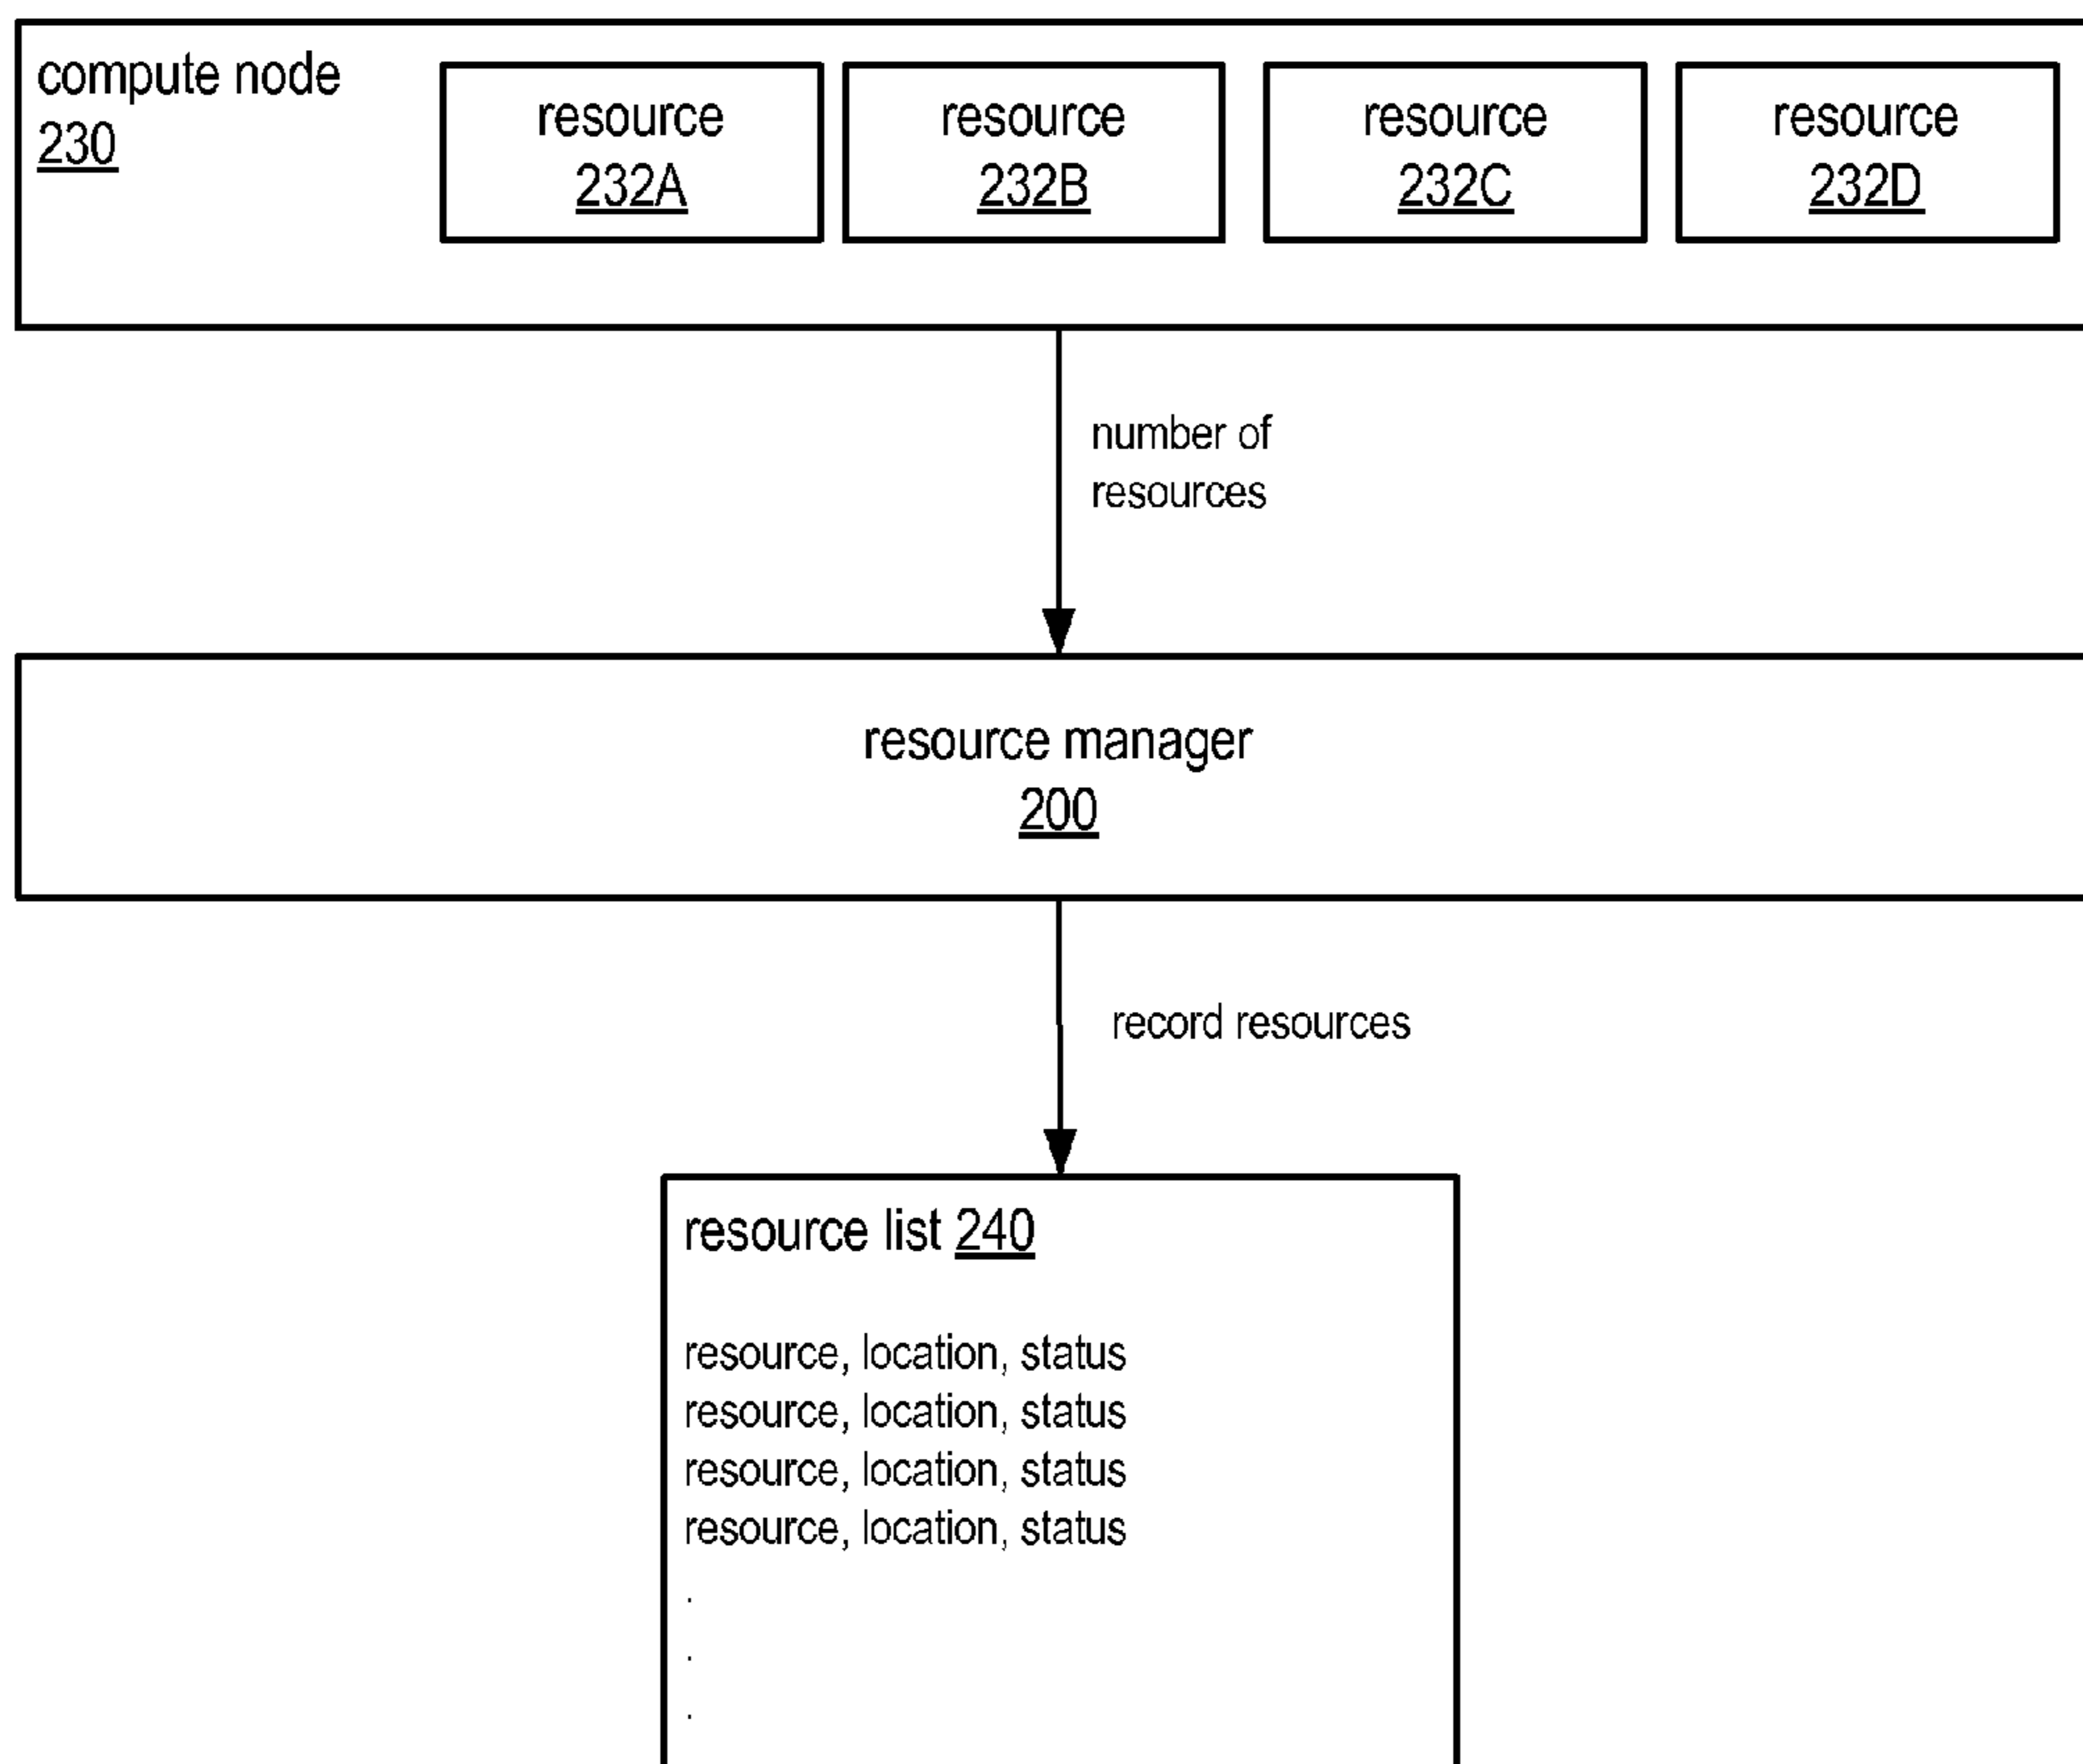 compute node
230
resource
232A
resource
232B
resource
232C
resource
232D
number of
resources
resource manager
200
record resources
resource list 240
resource, location, status
resource, location, status
resource, location, status
resource, location, status
.
.
.